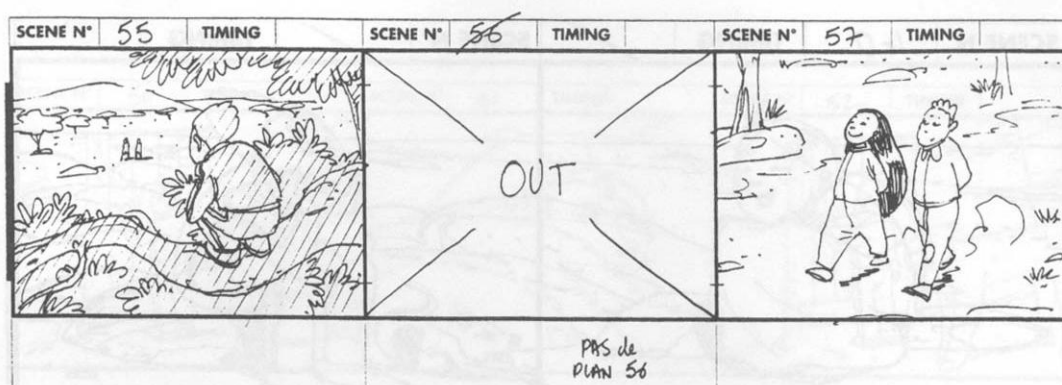 SCENE N° 55 TIMING
SCENE N° 56 TIMING
SCENE N° 57 TIMING
OUT
PAS de
PLAN 56